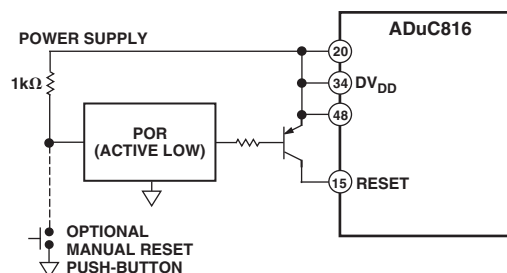 ADuC816
POWER SUPPLY
20
1kΩ
34 DVDD
48
POR
(ACTIVE LOW)
15 RESET
OPTIONAL
MANUAL RESET
PUSH-BUTTON